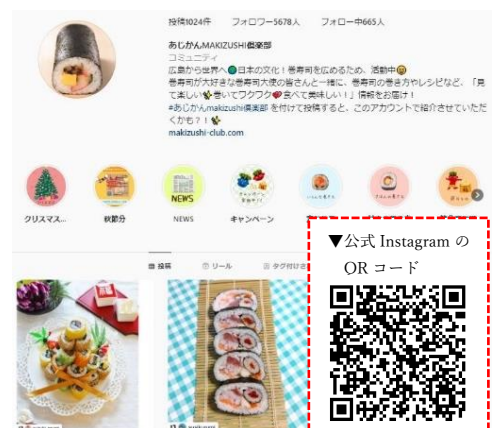 投稿1024件 フォロワー5678人 フォロー中665人
あじかんMAKIZUSHI倶楽部
コミュニティ
広島から世界へ🌏日本の文化！巻寿司を広めるため、活動中😊
巻寿司が大好きな巻寿司大使の皆さんと一緒に、巻寿司の巻き方やレシピなど、「見
て楽しい✨巻いてワクワク💓食べて美味しい！」情報をお届け！
#あじかんmakizushi倶楽部 を付けて投稿すると、このアカウントで紹介させていただ
くかも？！✨
makizushi-club.com
NEWS
クリスマス... 秋節分 NEWS キャンペーン
投稿 リール タグ付けさ
▼公式 Instagram の
QR コード